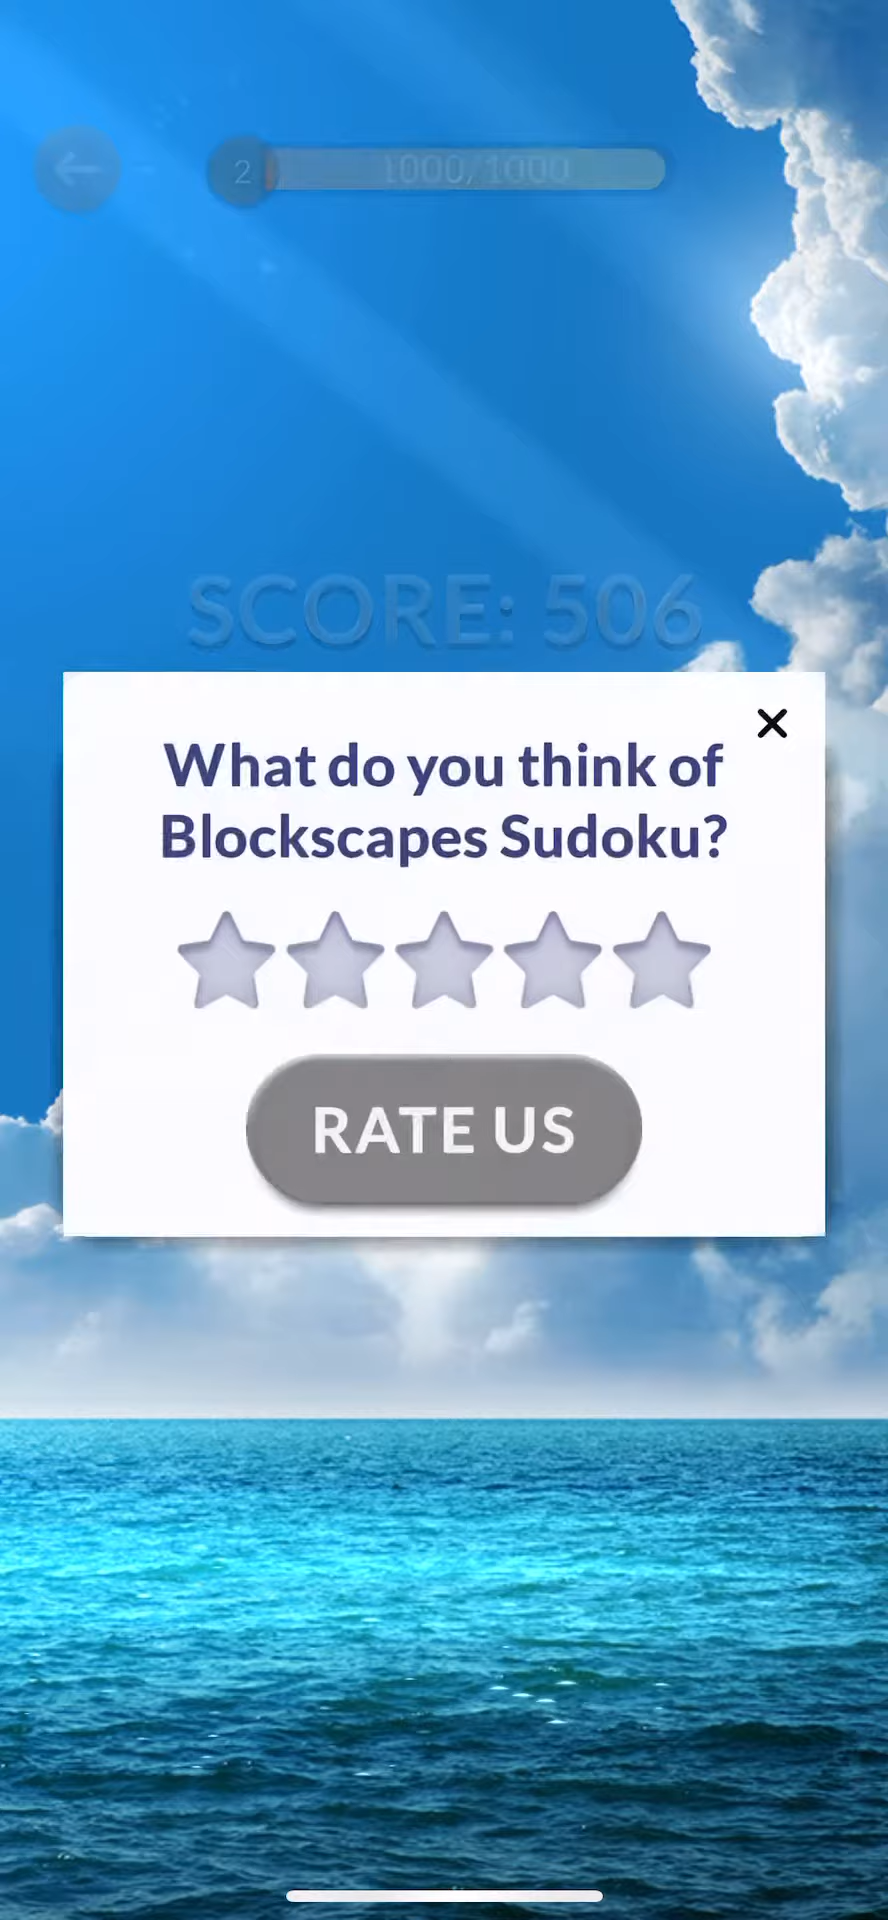 2
1000/1000
SCORE: 506
What do you think of
Blockscapes Sudoku?
RATE US